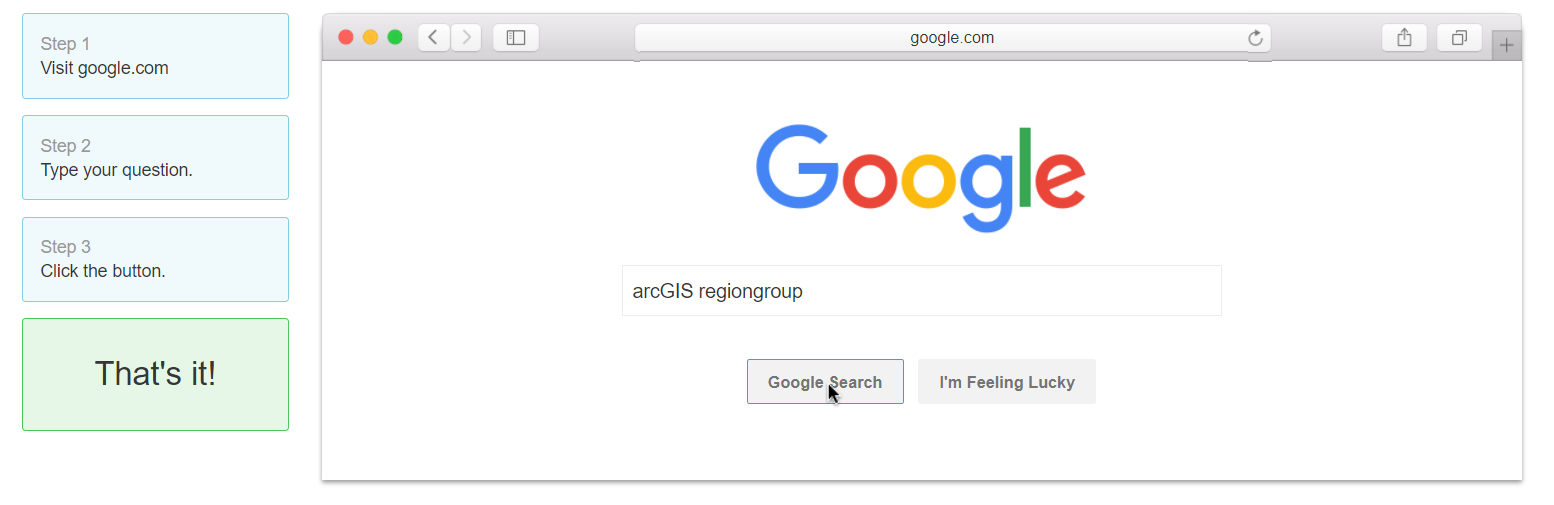 Step 1
Visit google.com
Step 2
Type your question.
Step 3
Click the button.
That's it!
google.com
Google
arcGIS regiongroup
Google Search
I'm Feeling Lucky